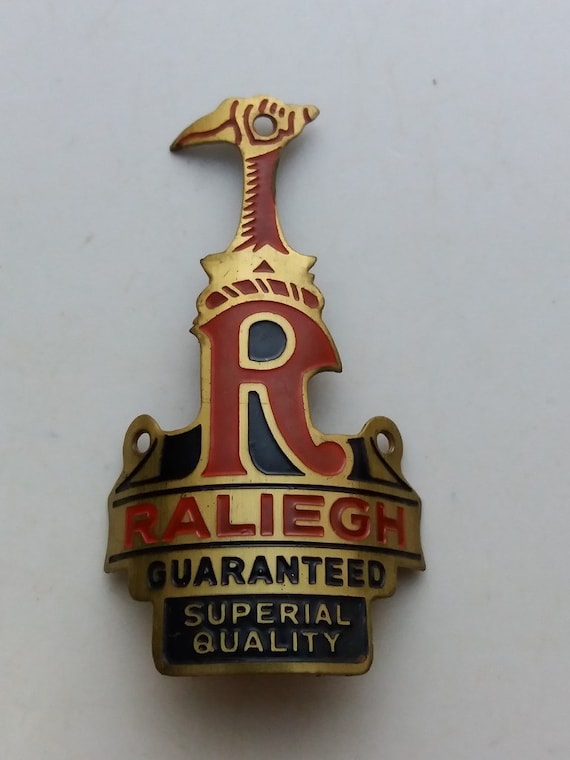 R
RALIEGH
GUARANTEED
SUPERIAL
QUALITY